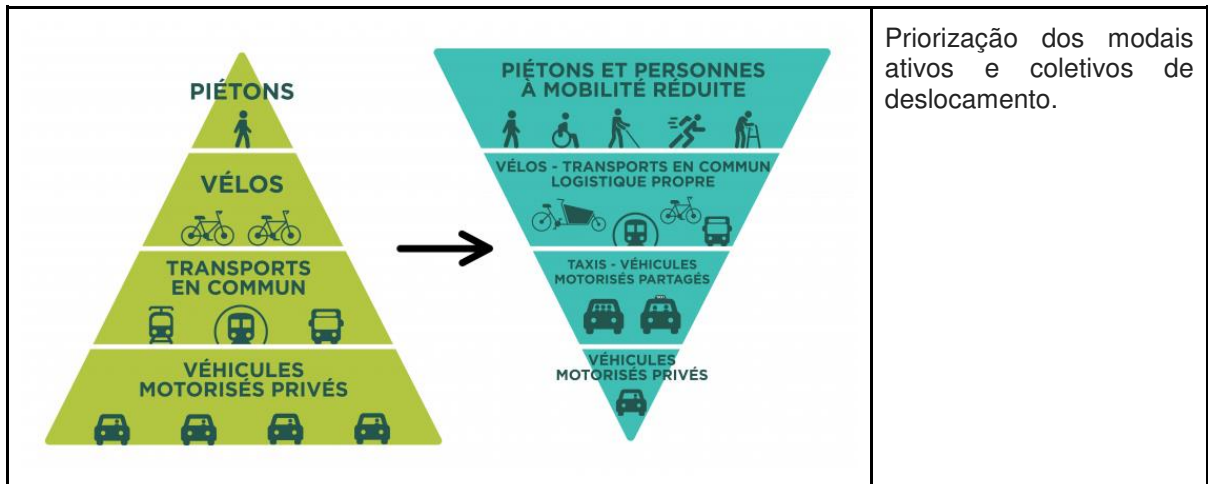 PIÉTONS
VÉLOS
TRANSPORTS
EN COMMUN
VÉHICULES
MOTORISÉS PRIVÉS
PIÉTONS ET PERSONNES
À MOBILITÉ RÉDUITE
VÉLOS - TRANSPORTS EN COMMUN
LOGISTIQUE PROPRE
TAXIS - VÉHICULES
MOTORISÉS PARTAGÉS
VÉHICULES
MOTORISÉS PRIVÉS
Priorização dos modais
ativos e coletivos de
deslocamento.